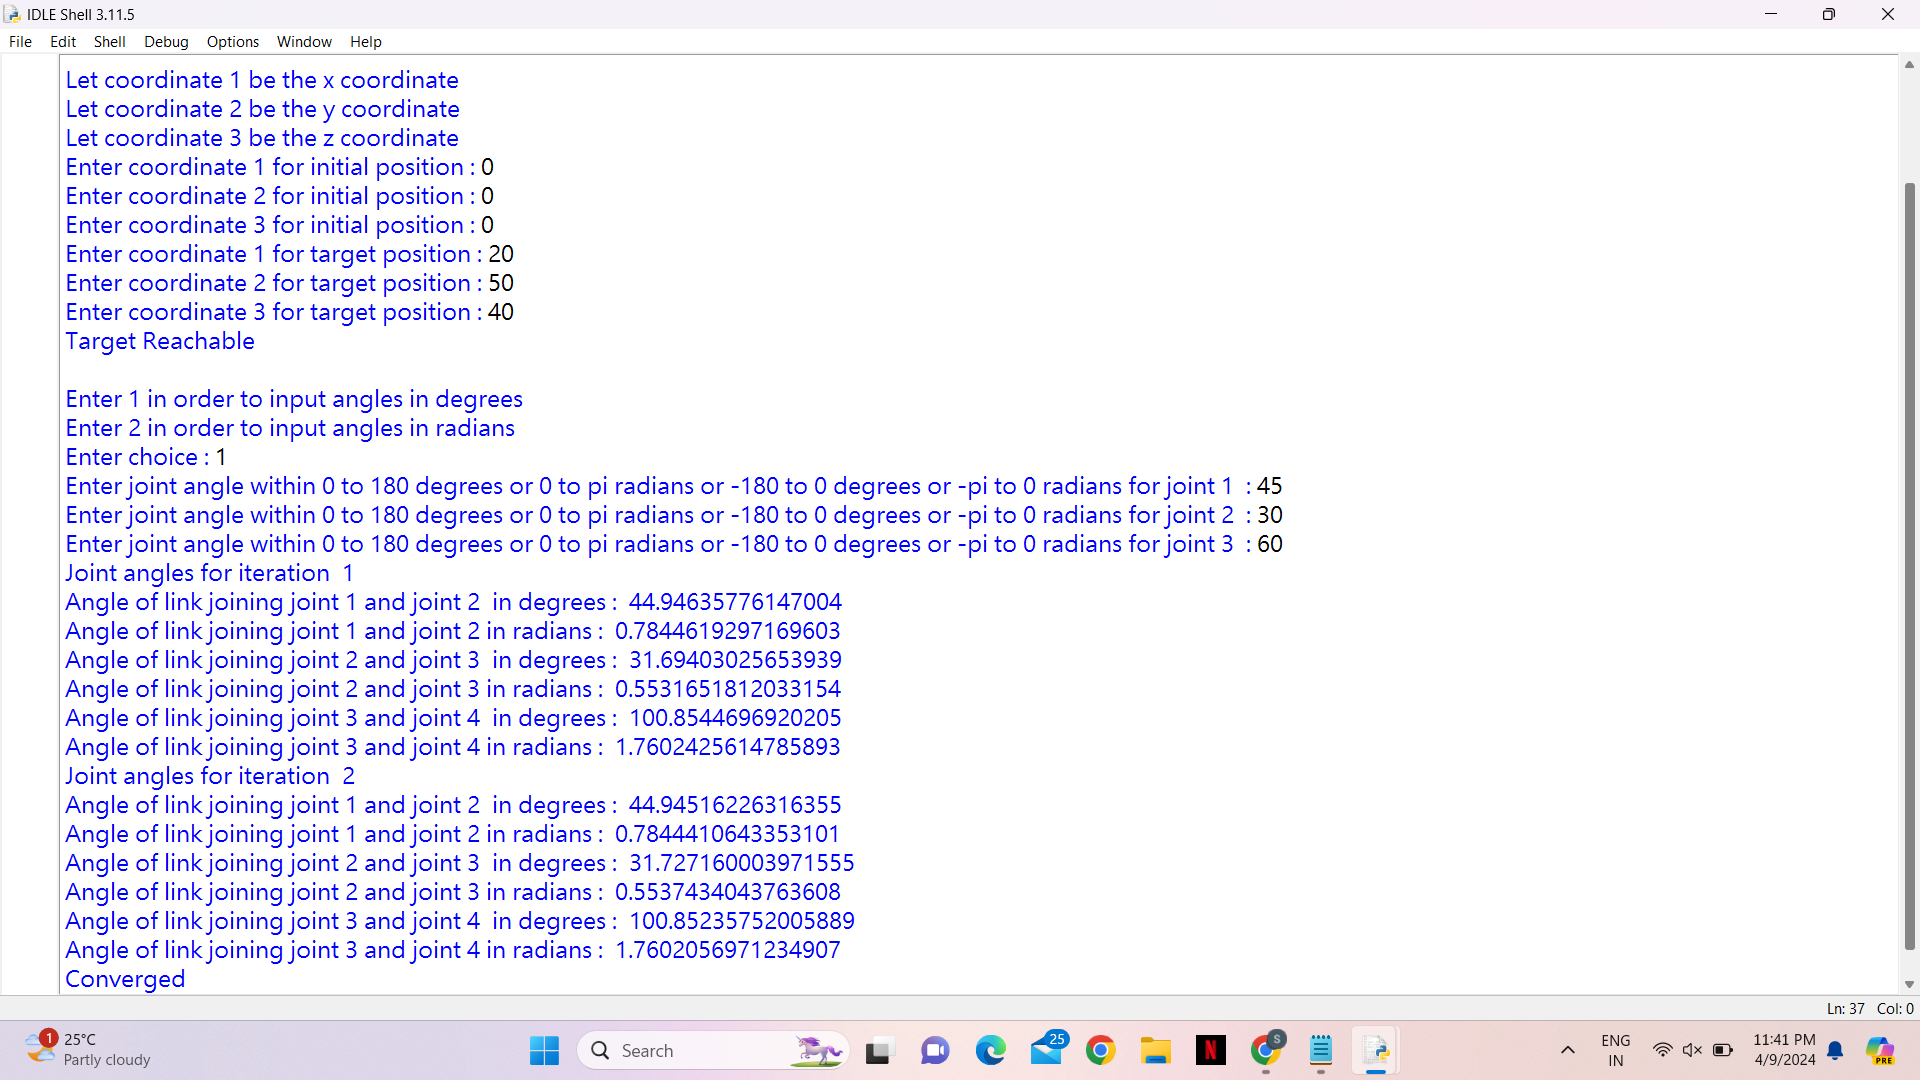 IDLE Shell 3.11.5
File Edit Shell Debug Options Window Help
Let coordinate 1 be the x coordinate
Let coordinate 2 be the y coordinate
Let coordinate 3 be the z coordinate
Enter coordinate 1 for initial position : 0
Enter coordinate 2 for initial position : 0
Enter coordinate 3 for initial position : 0
Enter coordinate 1 for target position : 20
Enter coordinate 2 for target position : 50
Enter coordinate 3 for target position : 40
Target Reachable
Enter 1 in order to input angles in degrees
Enter 2 in order to input angles in radians
Enter choice : 1
Enter joint angle within 0 to 180 degrees or 0 to pi radians or -180 to 0 degrees or -pi to 0 radians for joint 1  : 45
Enter joint angle within 0 to 180 degrees or 0 to pi radians or -180 to 0 degrees or -pi to 0 radians for joint 2  : 30
Enter joint angle within 0 to 180 degrees or 0 to pi radians or -180 to 0 degrees or -pi to 0 radians for joint 3  : 60
Joint angles for iteration  1
Angle of link joining joint 1 and joint 2  in degrees :  44.94635776147004
Angle of link joining joint 1 and joint 2 in radians :  0.7844619297169603
Angle of link joining joint 2 and joint 3  in degrees :  31.69403025653939
Angle of link joining joint 2 and joint 3 in radians :  0.5531651812033154
Angle of link joining joint 3 and joint 4  in degrees :  100.8544696920205
Angle of link joining joint 3 and joint 4 in radians :  1.7602425614785893
Joint angles for iteration  2
Angle of link joining joint 1 and joint 2  in degrees :  44.94516226316355
Angle of link joining joint 1 and joint 2 in radians :  0.7844410643353101
Angle of link joining joint 2 and joint 3  in degrees :  31.727160003971555
Angle of link joining joint 2 and joint 3 in radians :  0.5537434043763608
Angle of link joining joint 3 and joint 4  in degrees :  100.85235752005889
Angle of link joining joint 3 and joint 4 in radians :  1.7602056971234907
Converged
Ln: 37 Col: 0
1
25°C
Partly cloudy
Search
25
N
S
ENG
IN
11:41 PM
4/9/2024
PRE